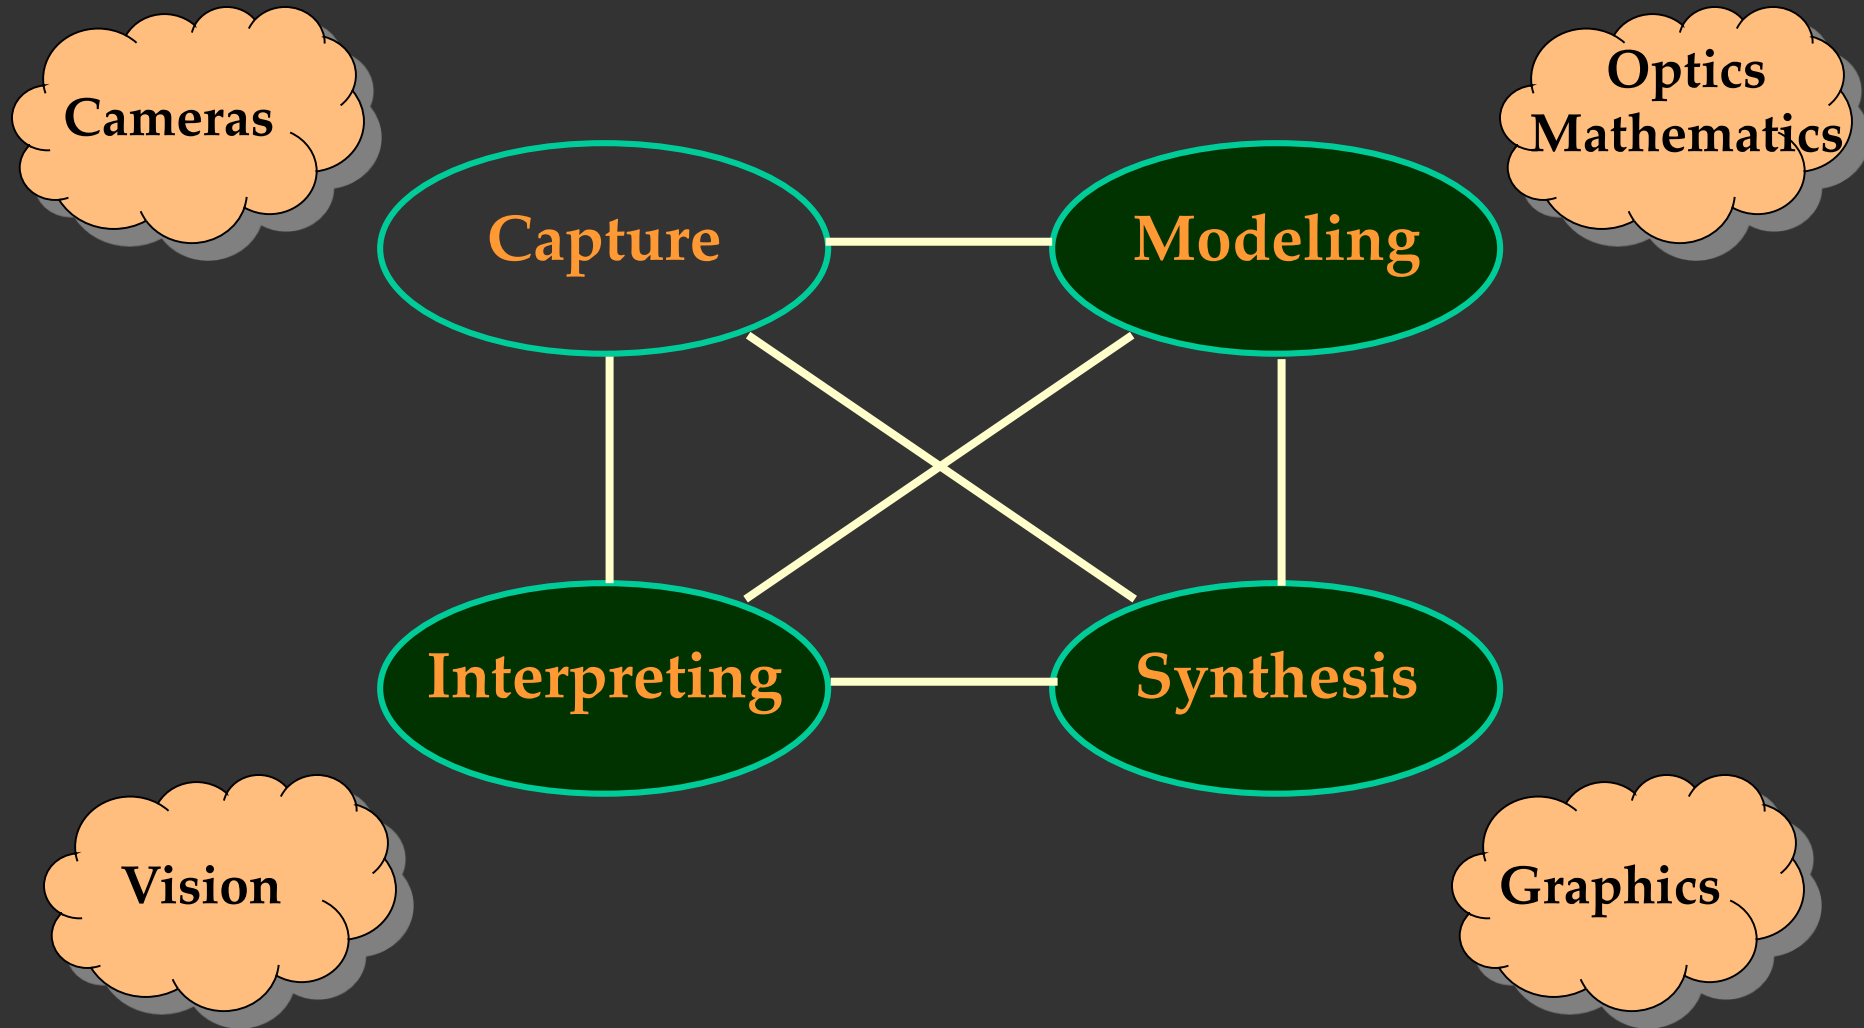 Cameras
Optics
Mathematics
Capture
Modeling
Interpreting
Synthesis
Vision
Graphics